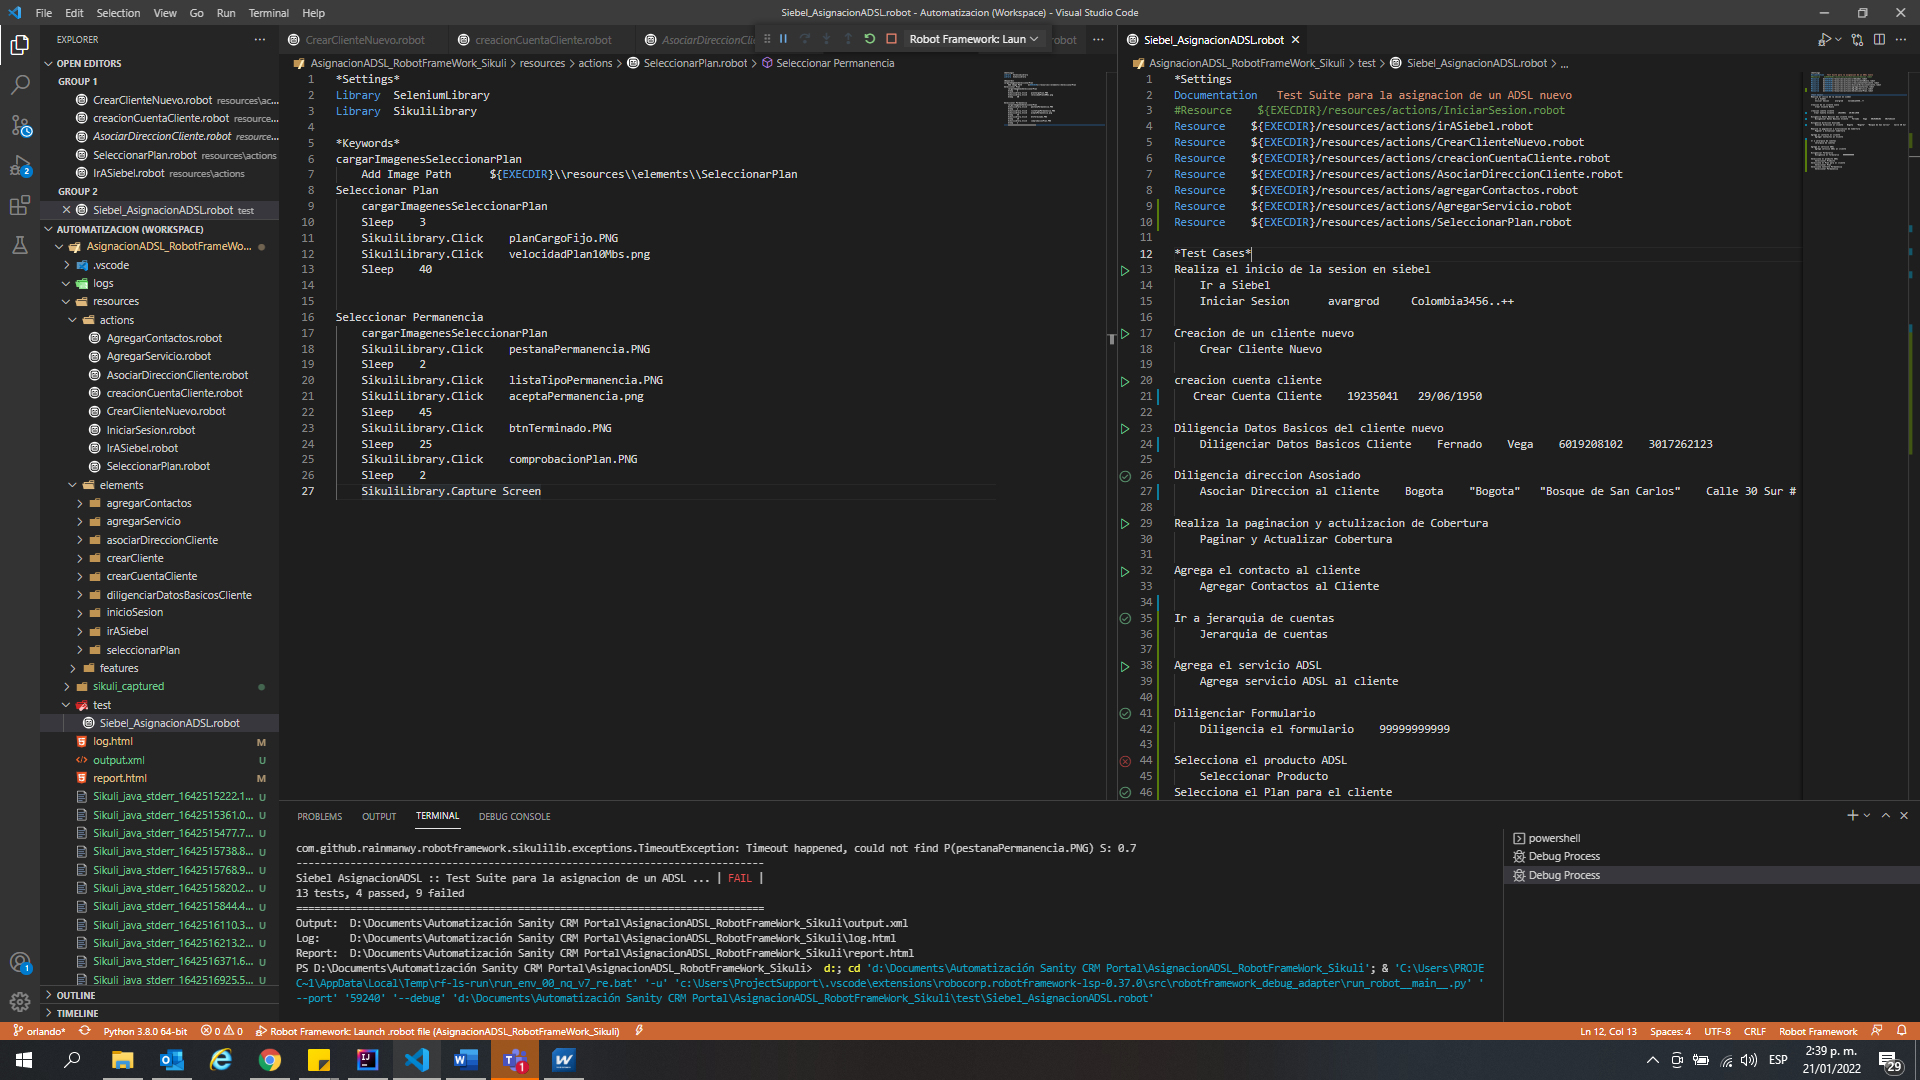 File Edit Selection View Go Run Terminal Help
Siebel_AsignacionADSL.robot - Automatizacion (Workspace) - Visual Studio Code
EXPLORER
OPEN EDITORS
GROUP 1
CrearClienteNuevo.robot resources\ac...
creacionCuentaCliente.robot resource...
AsociarDireccionCliente.robot resource...
SeleccionarPlan.robot resources\actions
IrASiebel.robot resources\actions
GROUP 2
Siebel_AsignacionADSL.robot test
AUTOMATIZACION (WORKSPACE)
AsignacionADSL_RobotFrameWo...
.vscode
logs
resources
actions
AgregarContactos.robot
AgregarServicio.robot
AsociarDireccionCliente.robot
creacionCuentaCliente.robot
CrearClienteNuevo.robot
IniciarSesion.robot
IrASiebel.robot
SeleccionarPlan.robot
elements
agregarContactos
agregarServicio
asociarDireccionCliente
crearCliente
crearCuentaCliente
diligenciarDatosBasicosCliente
inicioSesion
irASiebel
seleccionarPlan
features
sikuli_captured
test
Siebel_AsignacionADSL.robot
log.html M
output.xml U
report.html M
Sikuli_java_stderr_1642515222.1... U
Sikuli_java_stderr_1642515361.0... U
Sikuli_java_stderr_1642515477.7... U
Sikuli_java_stderr_1642515738.8... U
Sikuli_java_stderr_1642515768.9... U
Sikuli_java_stderr_1642515820.2... U
Sikuli_java_stderr_1642515844.4... U
Sikuli_java_stderr_1642516110.3... U
Sikuli_java_stderr_1642516213.2... U
Sikuli_java_stderr_1642516371.6... U
Sikuli_java_stderr_1642516925.5... U
OUTLINE
TIMELINE
CrearClienteNuevo.robot creacionCuentaCliente.robot AsociarDireccionCli
Robot Framework: Laun
obot
AsignacionADSL_RobotFrameWork_Sikuli > resources > actions > SeleccionarPlan.robot > Seleccionar Permanencia
1 *Settings*
2 Library SeleniumLibrary
3 Library SikuliLibrary
4
5 *Keywords*
6 cargarImagenesSeleccionarPlan
7 Add Image Path ${EXECDIR}\\resources\\elements\\SeleccionarPlan
8 Seleccionar Plan
9 cargarImagenesSeleccionarPlan
10 Sleep 3
11 SikuliLibrary.Click planCargoFijo.PNG
12 SikuliLibrary.Click velocidadPlan10Mbs.png
13 Sleep 40
14
15
16 Seleccionar Permanencia
17 cargarImagenesSeleccionarPlan
18 SikuliLibrary.Click pestanaPermanencia.PNG
19 Sleep 2
20 SikuliLibrary.Click listaTipoPermanencia.PNG
21 SikuliLibrary.Click aceptaPermanencia.png
22 Sleep 45
23 SikuliLibrary.Click btnTerminado.PNG
24 Sleep 25
25 SikuliLibrary.Click comprobacionPlan.PNG
26 Sleep 2
27 SikuliLibrary.Capture Screen
Siebel_AsignacionADSL.robot
AsignacionADSL_RobotFrameWork_Sikuli > test > Siebel_AsignacionADSL.robot > ...
1 *Settings
2 Documentation Test Suite para la asignacion de un ADSL nuevo
3 #Resource ${EXECDIR}/resources/actions/IniciarSesion.robot
4 Resource ${EXECDIR}/resources/actions/irASiebel.robot
5 Resource ${EXECDIR}/resources/actions/CrearClienteNuevo.robot
6 Resource ${EXECDIR}/resources/actions/creacionCuentaCliente.robot
7 Resource ${EXECDIR}/resources/actions/AsociarDireccionCliente.robot
8 Resource ${EXECDIR}/resources/actions/agregarContactos.robot
9 Resource ${EXECDIR}/resources/actions/AgregarServicio.robot
10 Resource ${EXECDIR}/resources/actions/SeleccionarPlan.robot
11
12 *Test Cases*
13 Realiza el inicio de la sesion en siebel
14 Ir a Siebel
15 Iniciar Sesion avargrod Colombia3456..++
16
17 Creacion de un cliente nuevo
18 Crear Cliente Nuevo
19
20 creacion cuenta cliente
21 Crear Cuenta Cliente 19235041 29/06/1950
22
23 Diligencia Datos Basicos del cliente nuevo
24 Diligenciar Datos Basicos Cliente Fernado Vega 6019208102 3017262123
25
26 Diligencia direccion Asosiado
27 Asociar Direccion al cliente Bogota "Bogota" "Bosque de San Carlos" Calle 30 Sur #
28
29 Realiza la paginacion y actulizacion de Cobertura
30 Paginar y Actualizar Cobertura
31
32 Agrega el contacto al cliente
33 Agregar Contactos al Cliente
34
35 Ir a jerarquia de cuentas
36 Jerarquia de cuentas
37
38 Agrega el servicio ADSL
39 Agrega servicio ADSL al cliente
40
41 Diligenciar Formulario
42 Diligencia el formulario 99999999999
43
44 Selecciona el producto ADSL
45 Seleccionar Producto
46 Selecciona el Plan para el cliente
PROBLEMS OUTPUT TERMINAL DEBUG CONSOLE
com.github.rainmanwy.robotframework.sikulilib.exceptions.TimeoutException: Timeout happened, could not find P(pestanaPermanencia.PNG) S: 0.7
------------------------------------------------------------------------------
Siebel AsignacionADSL :: Test Suite para la asignacion de un ADSL ... | FAIL |
13 tests, 4 passed, 9 failed
==============================================================================
Output: D:\Documents\Automatización Sanity CRM Portal\AsignacionADSL_RobotFrameWork_Sikuli\output.xml
Log: D:\Documents\Automatización Sanity CRM Portal\AsignacionADSL_RobotFrameWork_Sikuli\log.html
Report: D:\Documents\Automatización Sanity CRM Portal\AsignacionADSL_RobotFrameWork_Sikuli\report.html
PS D:\Documents\Automatización Sanity CRM Portal\AsignacionADSL_RobotFrameWork_Sikuli> d:; cd 'd:\Documents\Automatización Sanity CRM Portal\AsignacionADSL_RobotFrameWork_Sikuli'; & 'C:\Users\PROJE
C~1\AppData\Local\Temp\rf-ls-run\run_env_00_nq_v7_re.bat' '-u' 'c:\Users\ProjectSupport\.vscode\extensions\robocorp.robotframework-lsp-0.37.0\src\robotframework_debug_adapter\run_robot__main__.py' '
--port' '59240' '--debug' 'd:\Documents\Automatización Sanity CRM Portal\AsignacionADSL_RobotFrameWork_Sikuli\test\Siebel_AsignacionADSL.robot'
powershell
Debug Process
Debug Process
orlando* Python 3.8.0 64-bit 0 0 Robot Framework: Launch .robot file (AsignacionADSL_RobotFrameWork_Sikuli)
Ln 12, Col 13 Spaces: 4 UTF-8 CRLF Robot Framework
ESP
2:39 p. m.
21/01/2022
29